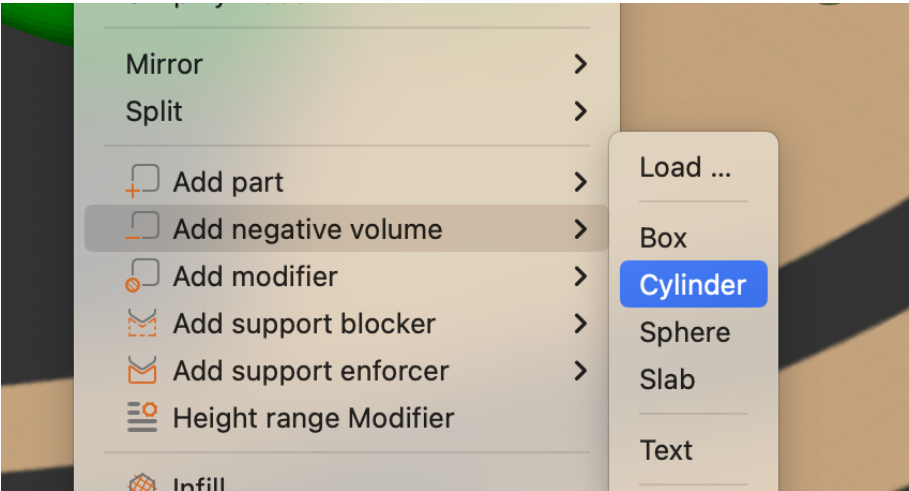 Mirror
Split
Add part
Add negative volume
Add modifier
Add support blocker
Add support enforcer
Height range Modifier
Infill
Load ...
Box
Cylinder
Sphere
Slab
Text